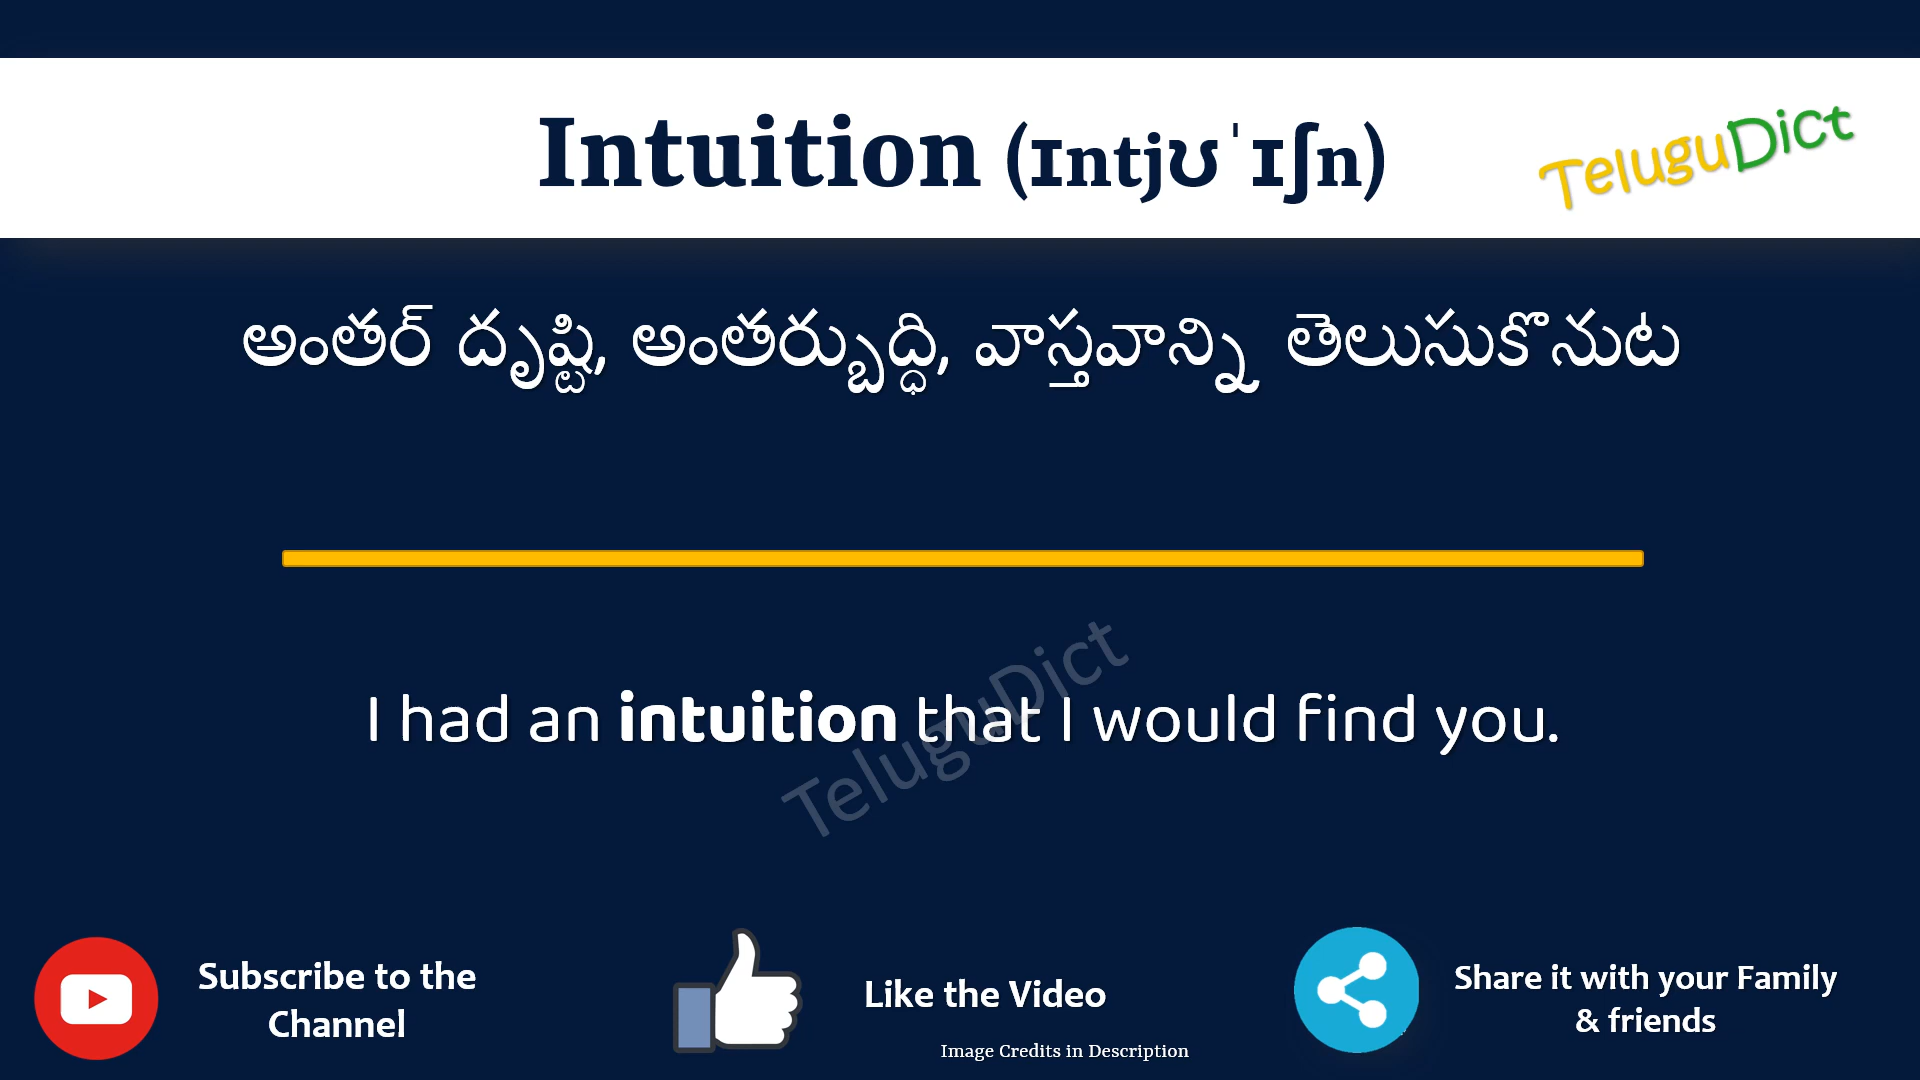 Intuition (ɪntjʊˈɪʃn)
TeluguDict
అంతర్ దృష్టి, అంతర్బుద్ధి, వాస్తవాన్ని తెలుసుకొనుట
I had an intuition that I would find you.
TeluguDict
Subscribe to the
Channel
Like the Video
Share it with your Family
& friends
Image Credits in Description